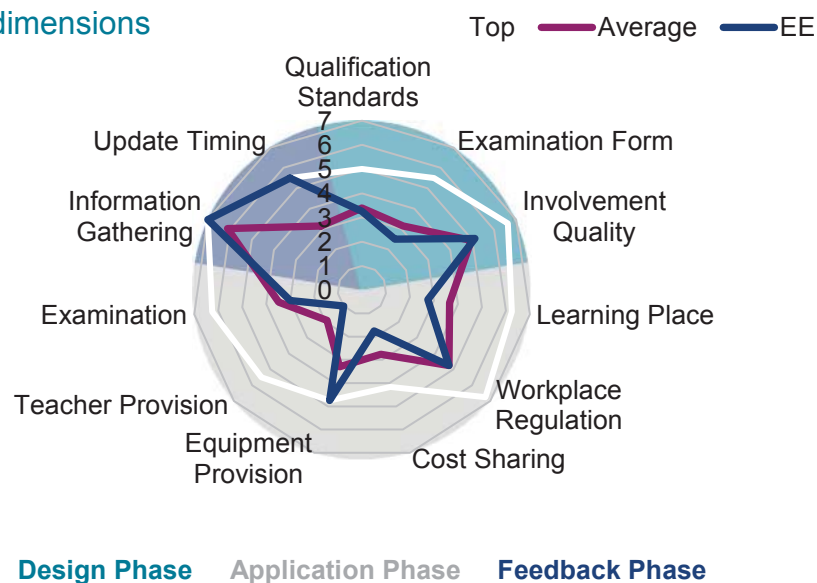 dimensions
Top Average EE
Qualification
Standards
7
6
5
4
3
2
1
0
Update Timing
Examination Form
Information
Gathering
Involvement
Quality
Examination
Learning Place
Teacher Provision
Workplace
Regulation
Equipment
Provision
Cost Sharing
Design Phase Application Phase Feedback Phase